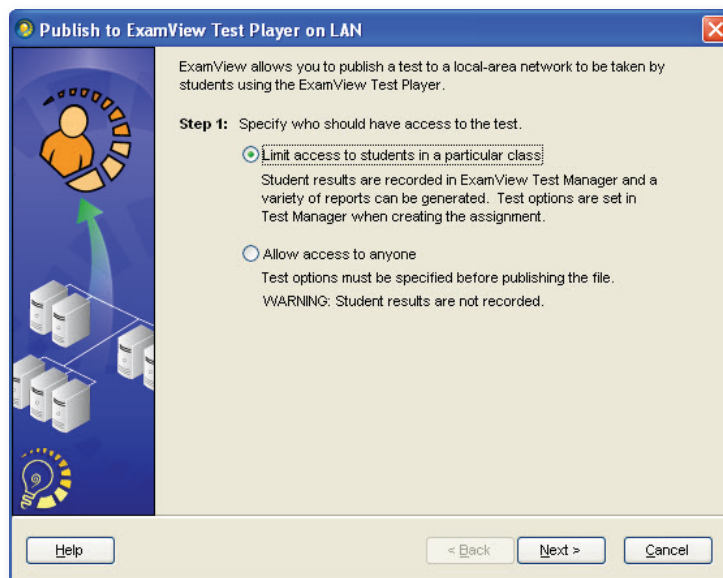 Publish to ExamView Test Player on LAN
ExamView allows you to publish a test to a local-area network to be taken by
students using the ExamView Test Player.
Step 1: Specify who should have access to the test.
Limit access to students in a particular class
Student results are recorded in ExamView Test Manager and a
variety of reports can be generated. Test options are set in
Test Manager when creating the assignment.
Allow access to anyone
Test options must be specified before publishing the file.
WARNING: Student results are not recorded.
Help
< Back
Next >
Cancel